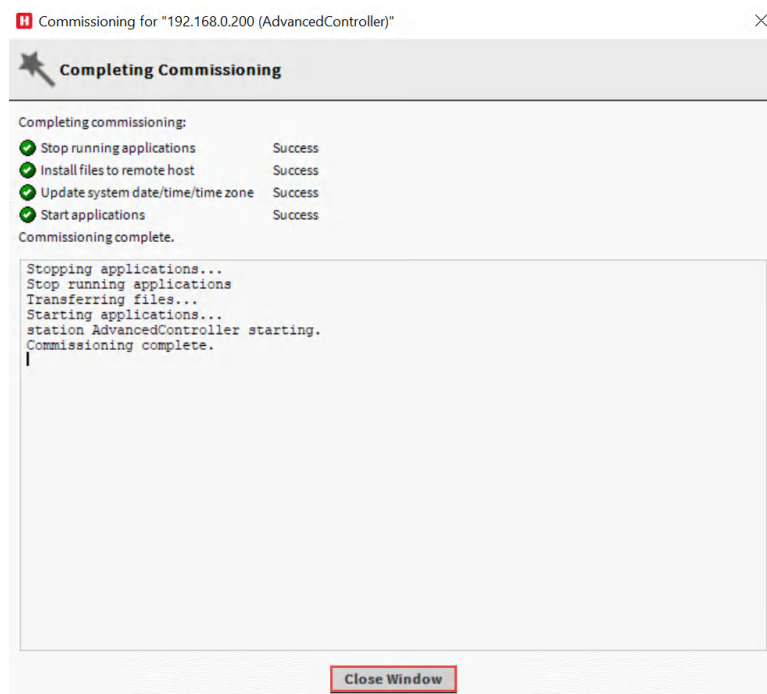 H Commissioning for "192.168.0.200 (AdvancedController)"
Completing Commissioning
Completing commissioning:
Stop running applications Success
Install files to remote host Success
Update system date/time/time zone Success
Start applications Success
Commissioning complete.
Stopping applications...
Stop running applications
Transferring files...
Starting applications...
station AdvancedController starting.
Commissioning complete.
Close Window